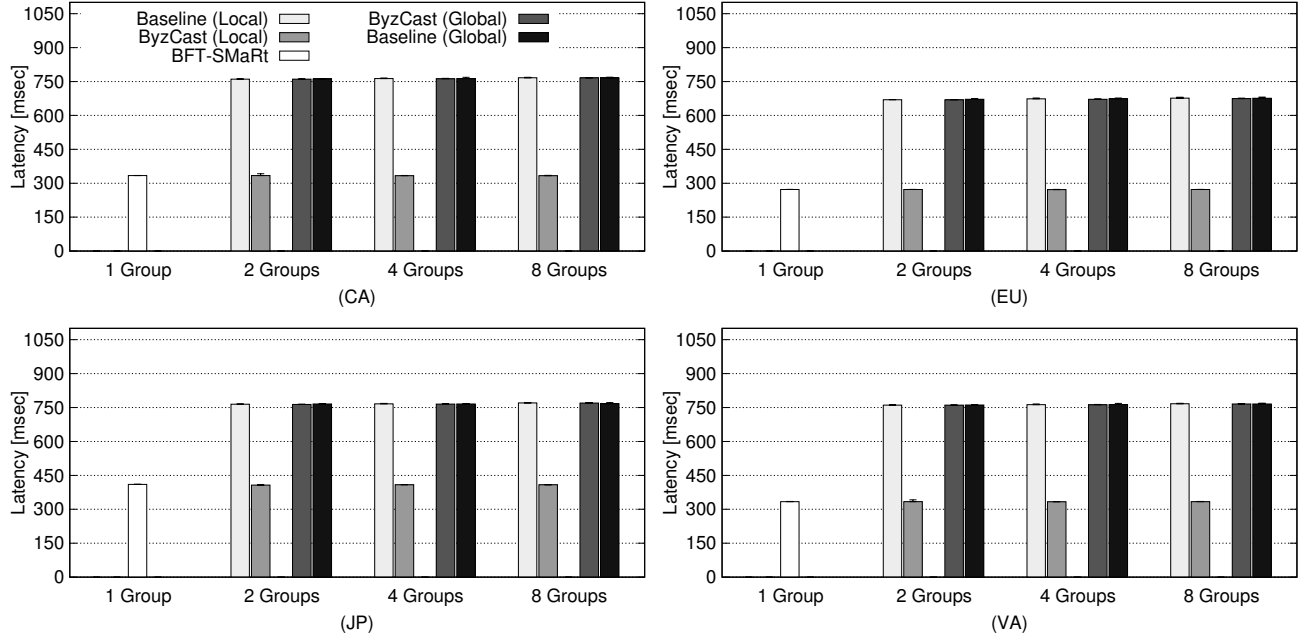 1050
900
750
600
450
300
150
0
Latency [msec]
Baseline (Local)
ByzCast (Local)
BFT-SMaRt
ByzCast (Global)
Baseline (Global)
1 Group 2 Groups 4 Groups 8 Groups
(CA)
1050
900
750
600
450
300
150
0
Latency [msec]
1 Group 2 Groups 4 Groups 8 Groups
(EU)
1050
900
750
600
450
300
150
0
Latency [msec]
1 Group 2 Groups 4 Groups 8 Groups
(JP)
1050
900
750
600
450
300
150
0
Latency [msec]
1 Group 2 Groups 4 Groups 8 Groups
(VA)